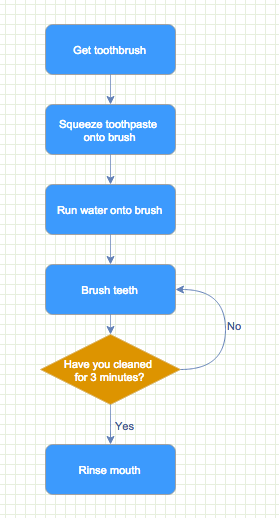 Get toothbrush
Squeeze toothpaste
onto brush
Run water onto brush
Brush teeth
Have you cleaned
for 3 minutes?
No
Yes
Rinse mouth